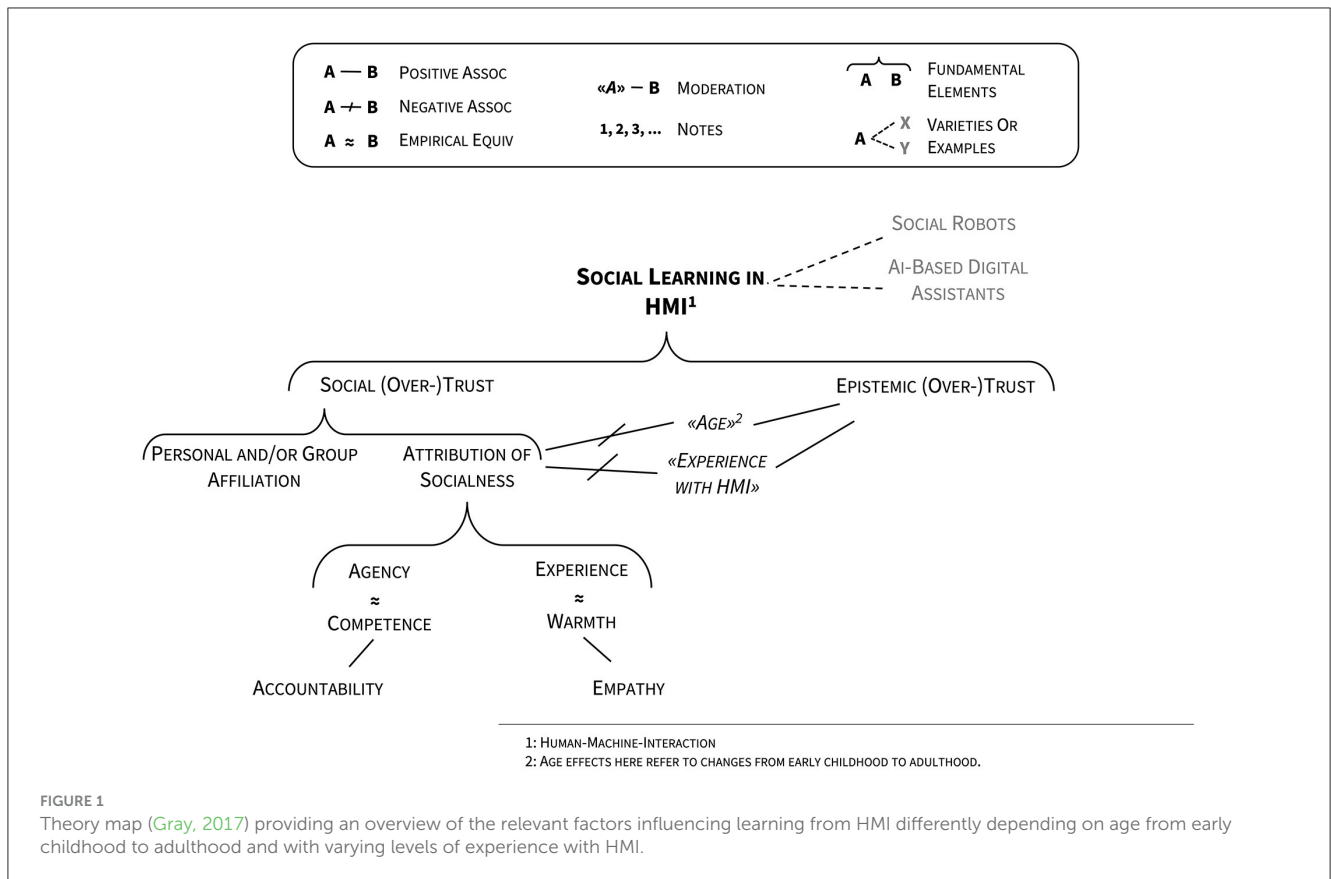 A — B POSITIVE ASSOC
A -/- B NEGATIVE ASSOC
A ≈ B EMPIRICAL EQUIV
«A» – B MODERATION
1, 2, 3, ... NOTES
A B FUNDAMENTAL
ELEMENTS
A X Y VARIETIES OR
EXAMPLES
SOCIAL ROBOTS
AI-BASED DIGITAL
ASSISTANTS
SOCIAL LEARNING IN
HMI¹
SOCIAL (OVER-)TRUST
EPISTEMIC (OVER-)TRUST
PERSONAL AND/OR GROUP
AFFILIATION
ATTRIBUTION OF
SOCIALNESS
«AGE»²
«EXPERIENCE
WITH HMI»
AGENCY
≈
COMPETENCE
ACCOUNTABILITY
EXPERIENCE
≈
WARMTH
EMPATHY
1: HUMAN-MACHINE-INTERACTION
2: AGE EFFECTS HERE REFER TO CHANGES FROM EARLY CHILDHOOD TO ADULTHOOD.
FIGURE 1
Theory map (Gray, 2017) providing an overview of the relevant factors influencing learning from HMI differently depending on age from early
childhood to adulthood and with varying levels of experience with HMI.